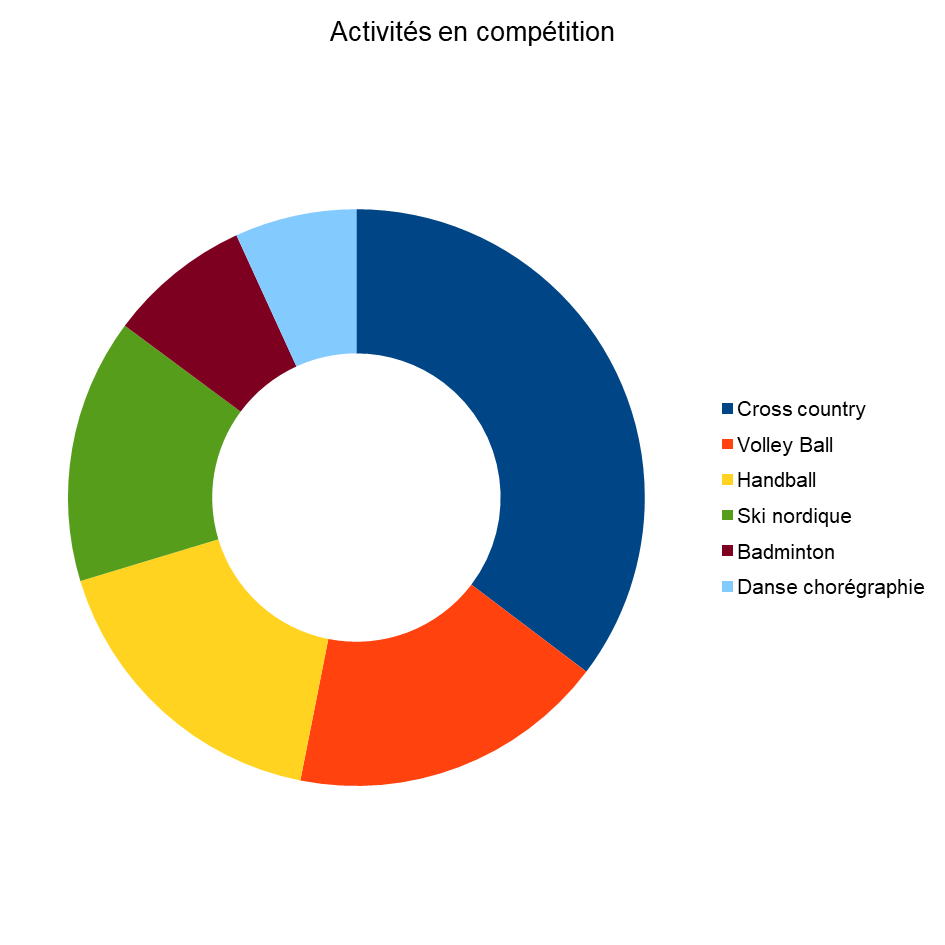 Activités en compétition
Cross country
Volley Ball
Handball
Ski nordique
Badminton
Danse chorégraphie